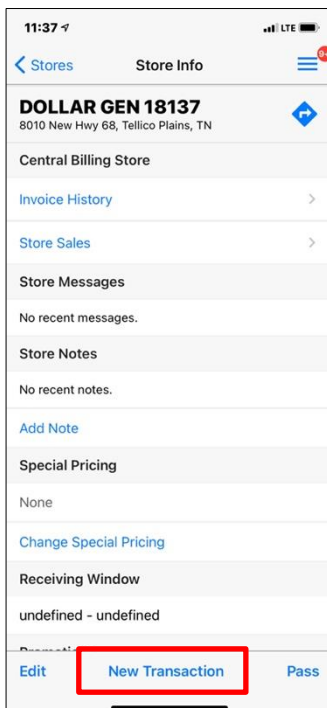 11:37 LTE
Stores Store Info 9+
DOLLAR GEN 18137
8010 New Hwy 68, Tellico Plains, TN
Central Billing Store
Invoice History
Store Sales
Store Messages
No recent messages.
Store Notes
No recent notes.
Add Note
Special Pricing
None
Change Special Pricing
Receiving Window
undefined - undefined
Edit New Transaction Pass